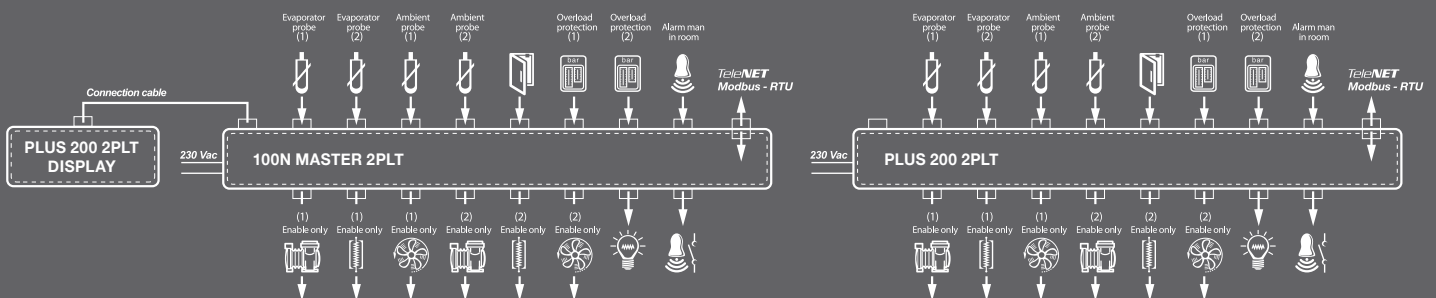 Evaporator probe (1)
Evaporator probe (2)
Ambient probe (1)
Ambient probe (2)
Overload protection (1)
Overload protection (2)
Alarm man in room
bar
bar
TeleNET
Modbus - RTU
Connection cable
PLUS 200 2PLT
DISPLAY
230 Vac
100N MASTER 2PLT
(1)
Enable only
(1)
Enable only
(1)
Enable only
(2)
Enable only
(2)
Enable only
(2)
Enable only
Evaporator probe (1)
Evaporator probe (2)
Ambient probe (1)
Ambient probe (2)
Overload protection (1)
Overload protection (2)
Alarm man in room
bar
bar
TeleNET
Modbus - RTU
230 Vac
PLUS 200 2PLT
(1)
Enable only
(1)
Enable only
(1)
Enable only
(2)
Enable only
(2)
Enable only
(2)
Enable only